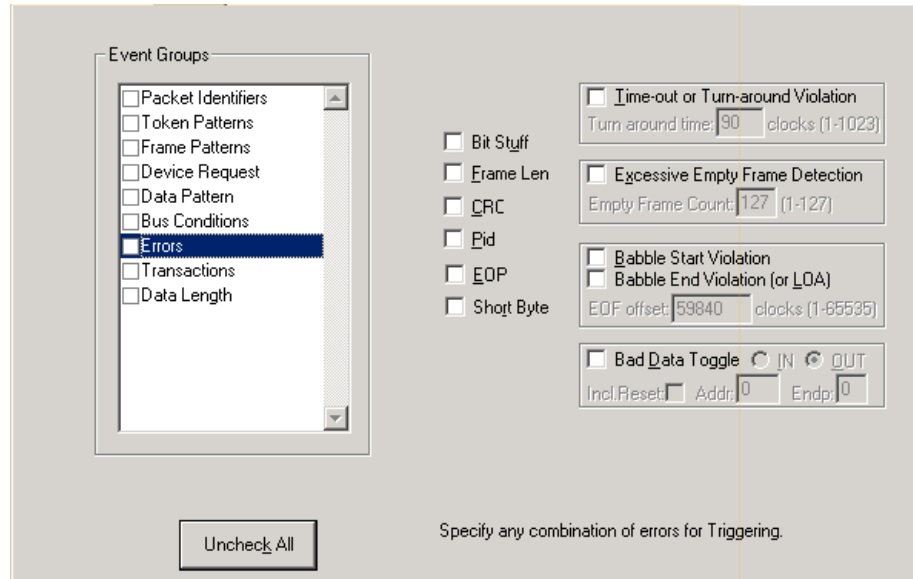 Event Groups
Packet Identifiers
Token Patterns
Frame Patterns
Device Request
Data Pattern
Bus Conditions
Errors
Transactions
Data Length
Bit Stuff
Frame Len
CRC
Pid
EOP
Short Byte
Time-out or Turn-around Violation
Turn around time: 90 clocks (1-1023)
Excessive Empty Frame Detection
Empty Frame Count: 127 (1-127)
Babble Start Violation
Babble End Violation (or LOA)
EOF offset: 59840 clocks (1-65535)
Bad Data Toggle IN OUT
Incl.Reset: Addr: 0 Endp: 0
Uncheck All
Specify any combination of errors for Triggering.